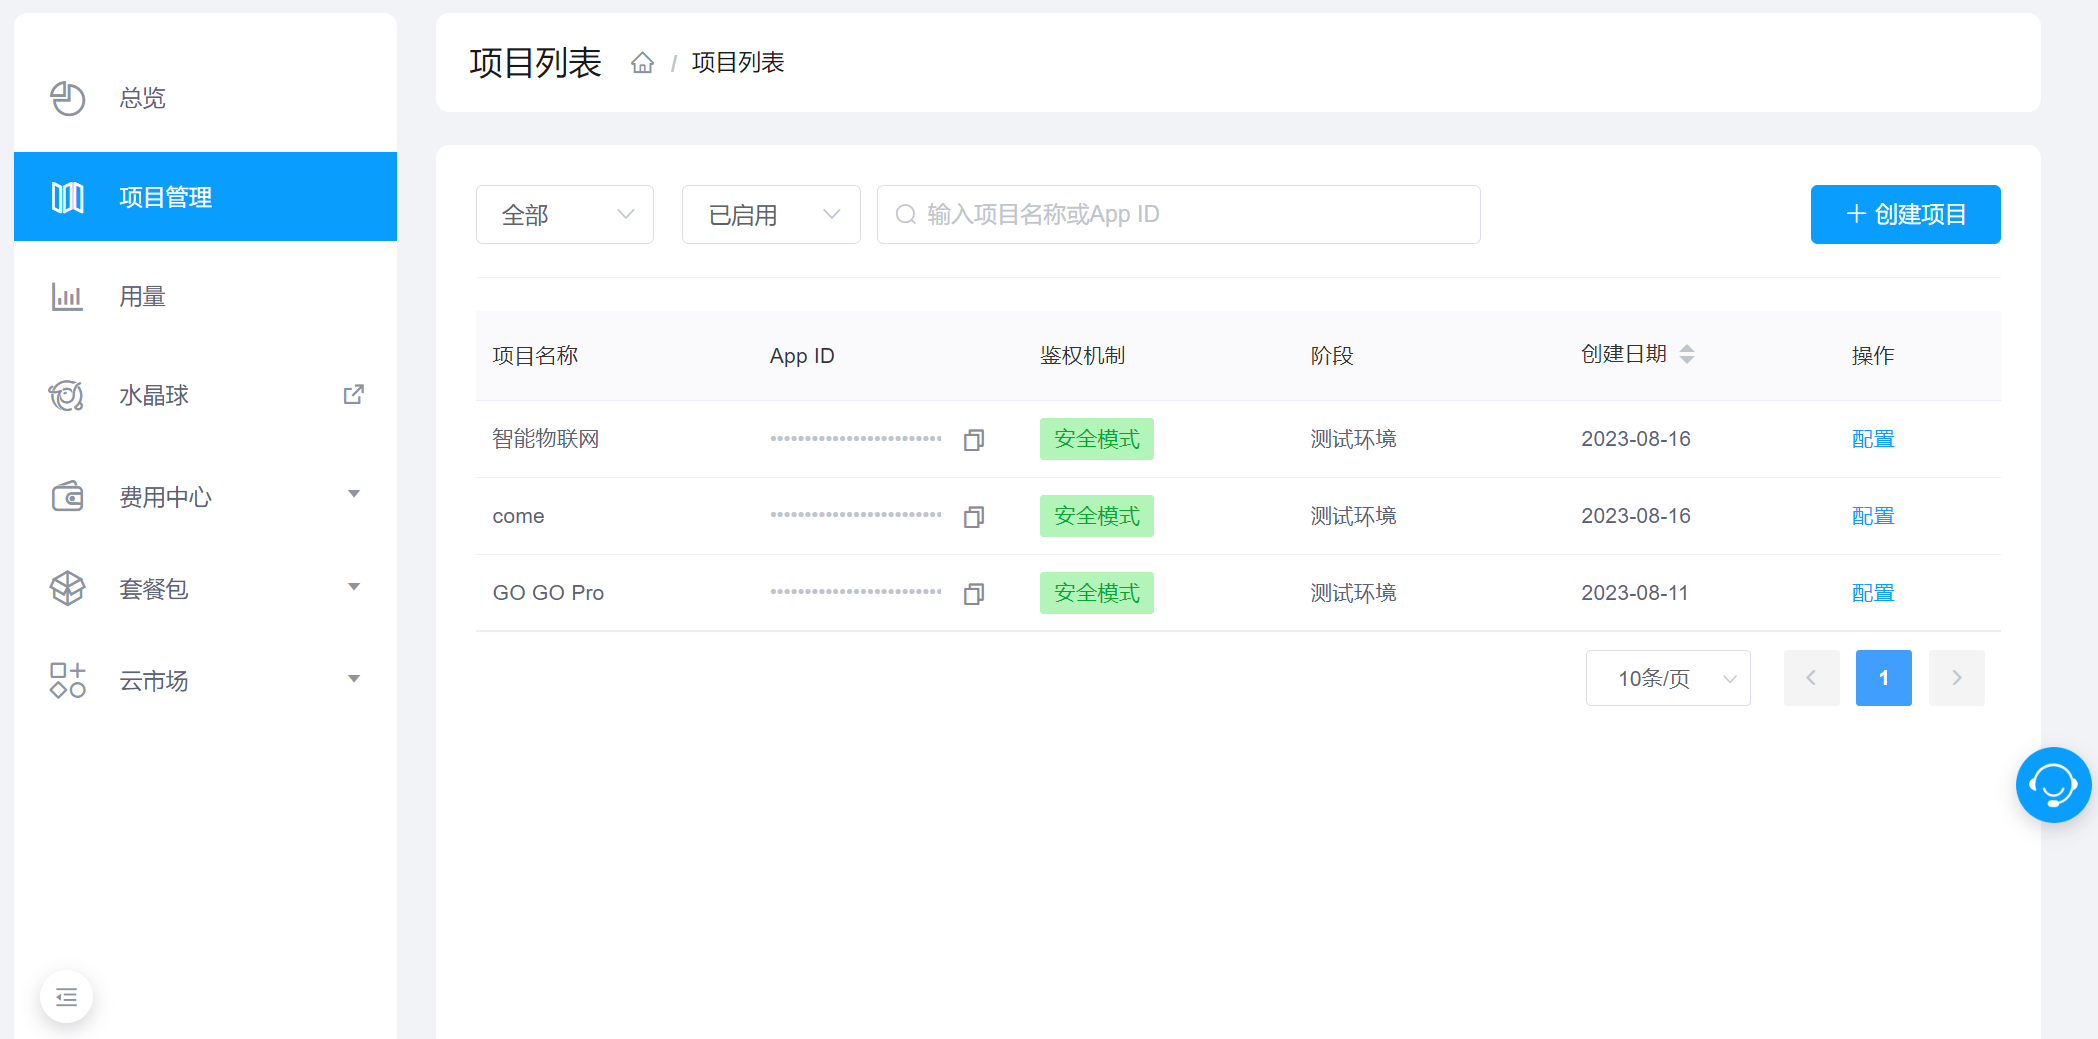 项目列表 / 项目列表
总览
项目管理
用量
水晶球
费用中心
套餐包
云市场
全部 已启用 输入项目名称或App ID 创建项目
项目名称 App ID 鉴权机制 阶段 创建日期 操作
智能物联网 •••••••••••••••••••••••• 安全模式 测试环境 2023-08-16 配置
come •••••••••••••••••••••••• 安全模式 测试环境 2023-08-16 配置
GO GO Pro •••••••••••••••••••••••• 安全模式 测试环境 2023-08-11 配置
10条/页 1